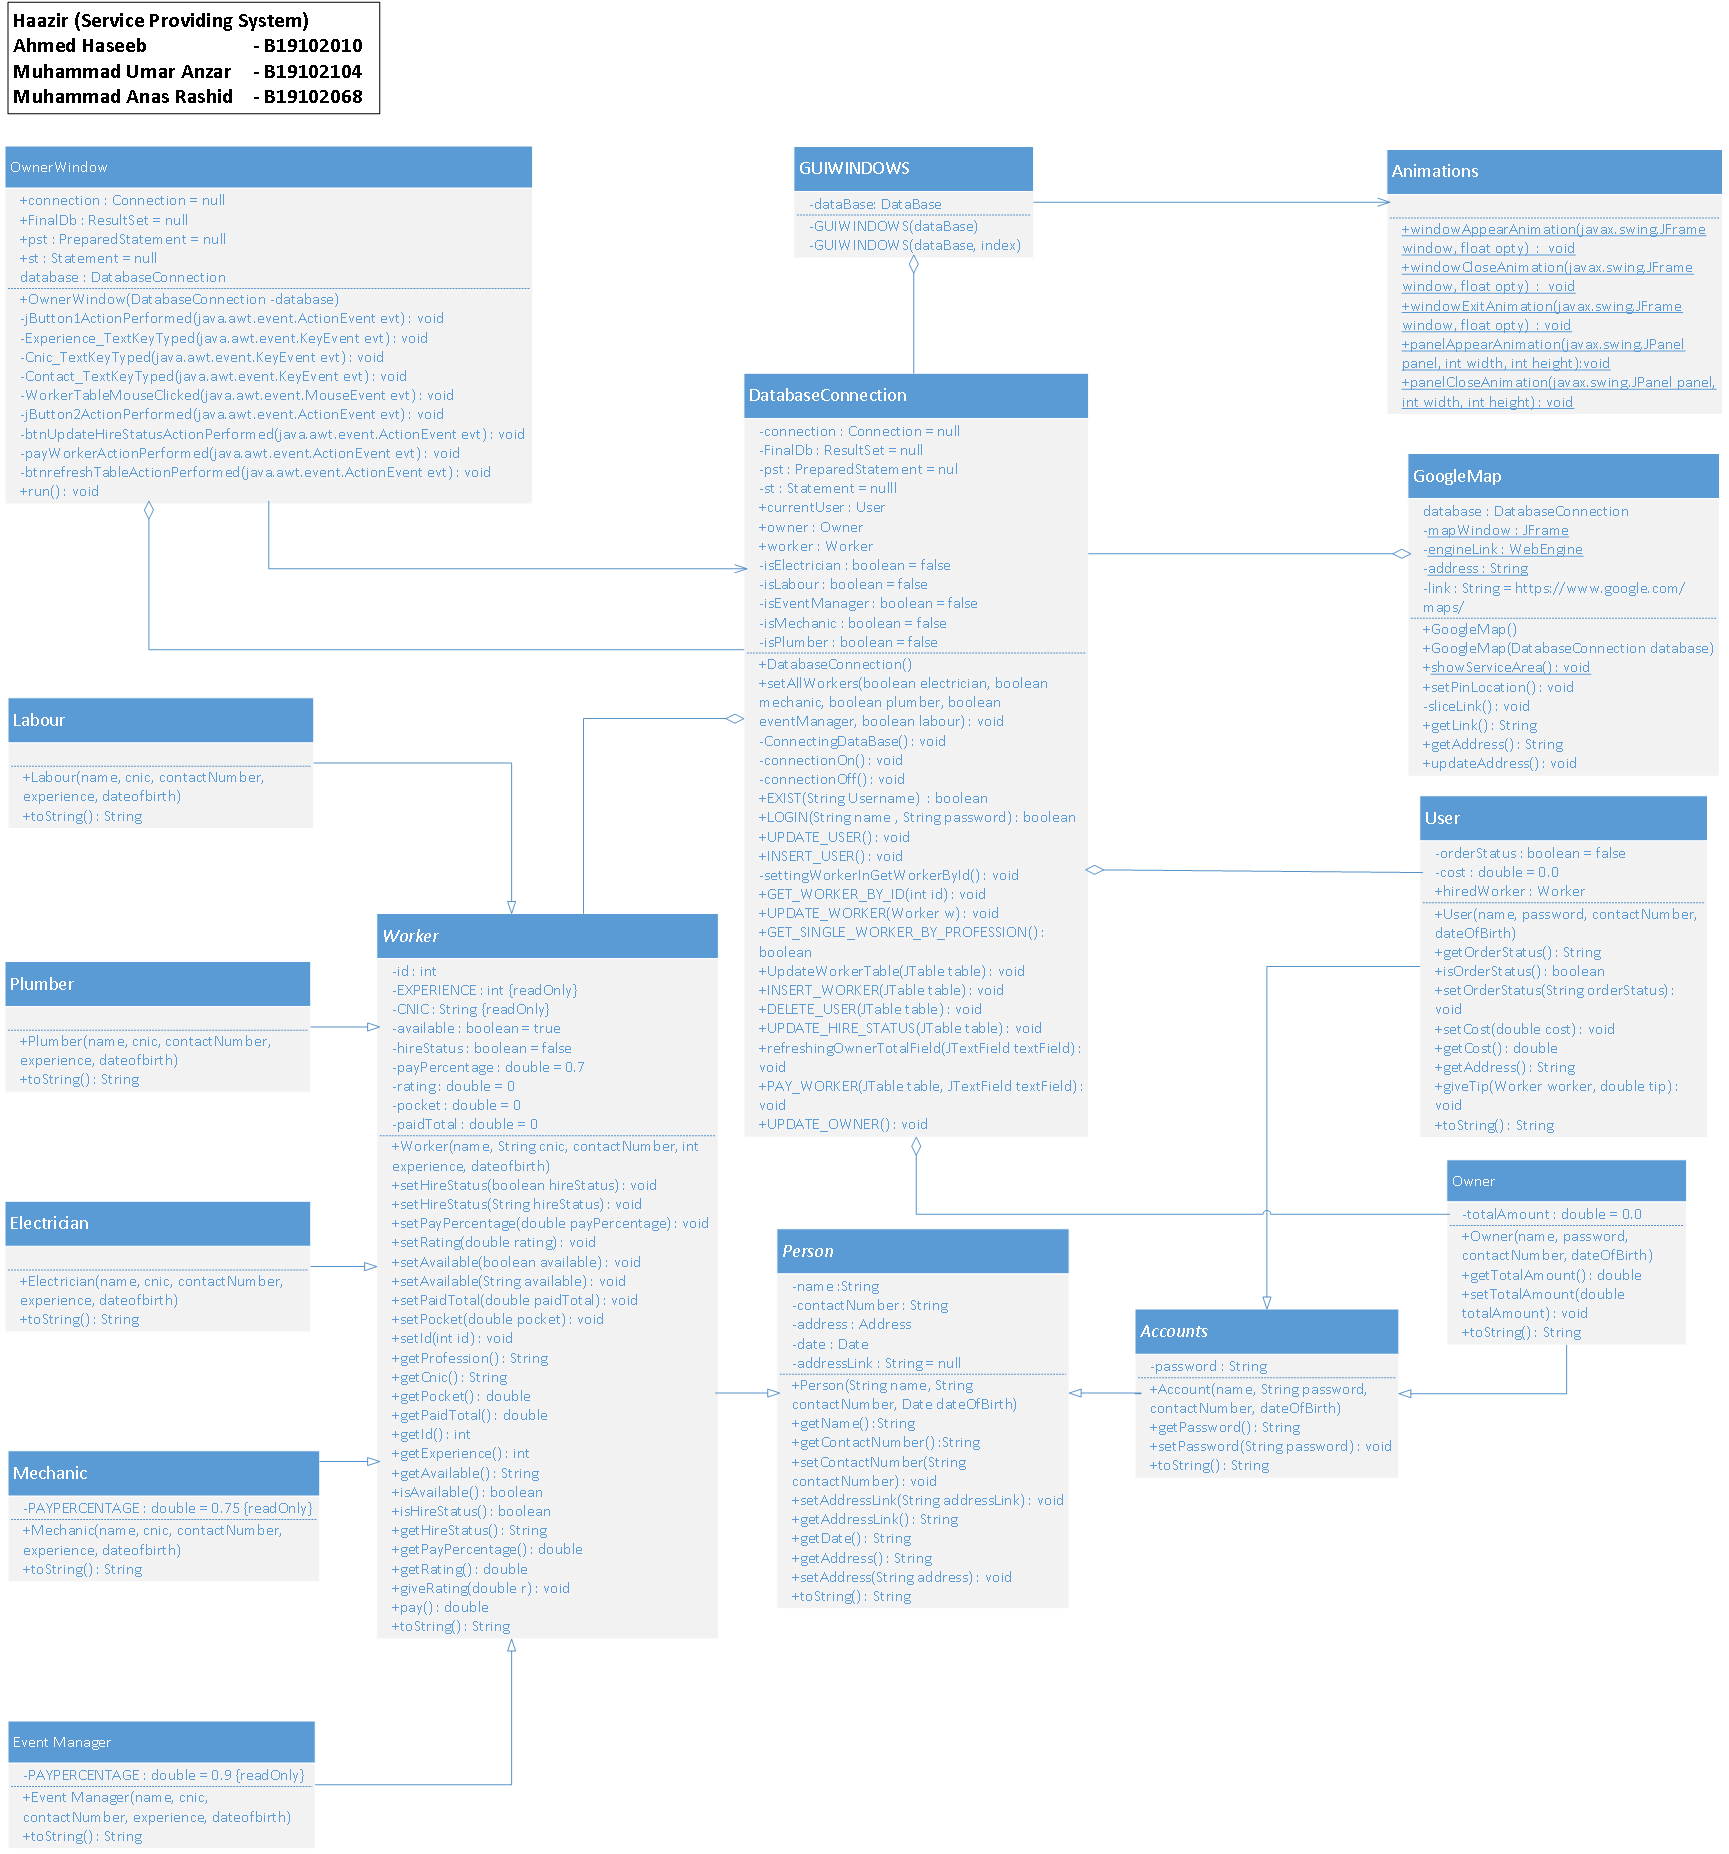 Haazir (Service Providing System)
Ahmed Haseeb - B19102010
Muhammad Umar Anzar - B19102104
Muhammad Anas Rashid - B19102068
OwnerWindow
+connection : Connection = null
+FinalDb : ResultSet = null
+pst : PreparedStatement = null
+st : Statement = null
database : DatabaseConnection
+OwnerWindow(DatabaseConnection -database)
-jButton1ActionPerformed(java.awt.event.ActionEvent evt) : void
-Experience_TextKeyTyped(java.awt.event.KeyEvent evt) : void
-Cnic_TextKeyTyped(java.awt.event.KeyEvent evt) : void
-Contact_TextKeyTyped(java.awt.event.KeyEvent evt) : void
-WorkerTableMouseClicked(java.awt.event.MouseEvent evt) : void
-jButton2ActionPerformed(java.awt.event.ActionEvent evt) : void
-btnUpdateHireStatusActionPerformed(java.awt.event.ActionEvent evt) : void
-payWorkerActionPerformed(java.awt.event.ActionEvent evt) : void
-btnrefreshTableActionPerformed(java.awt.event.ActionEvent evt) : void
+run() : void
GUIWINDOWS
-dataBase: DataBase
-GUIWINDOWS(dataBase)
-GUIWINDOWS(dataBase, index)
Animations
+windowAppearAnimation(javax.swing.JFrame
window, float opty) : void
+windowCloseAnimation(javax.swing.JFrame
window, float opty) : void
+windowExitAnimation(javax.swing.JFrame
window, float opty) : void
+panelAppearAnimation(javax.swing.JPanel
panel, int width, int height):void
+panelCloseAnimation(javax.swing.JPanel panel,
int width, int height) : void
DatabaseConnection
-connection : Connection = null
-FinalDb : ResultSet = null
-pst : PreparedStatement = nul
-st : Statement = nulll
+currentUser : User
+owner : Owner
+worker : Worker
-isElectrician : boolean = false
-isLabour : boolean = false
-isEventManager : boolean = false
-isMechanic : boolean = false
-isPlumber : boolean = false
+DatabaseConnection()
+setAllWorkers(boolean electrician, boolean
mechanic, boolean plumber, boolean
eventManager, boolean labour) : void
-ConnectingDataBase() : void
-connectionOn() : void
-connectionOff() : void
+EXIST(String Username) : boolean
+LOGIN(String name , String password) : boolean
+UPDATE_USER() : void
+INSERT_USER() : void
-settingWorkerInGetWorkerById() : void
+GET_WORKER_BY_ID(int id) : void
+UPDATE_WORKER(Worker w) : void
+GET_SINGLE_WORKER_BY_PROFESSION() :
boolean
+UpdateWorkerTable(JTable table) : void
+INSERT_WORKER(JTable table) : void
+DELETE_USER(JTable table) : void
+UPDATE_HIRE_STATUS(JTable table) : void
+refreshingOwnerTotalField(JTextField textField) :
void
+PAY_WORKER(JTable table, JTextField textField) :
void
+UPDATE_OWNER() : void
GoogleMap
database : DatabaseConnection
-mapWindow : JFrame
-engineLink : WebEngine
-address : String
-link : String = https://www.google.com/
maps/
+GoogleMap()
+GoogleMap(DatabaseConnection database)
+showServiceArea() : void
+setPinLocation() : void
-sliceLink() : void
+getLink() : String
+getAddress() : String
+updateAddress() : void
Labour
+Labour(name, cnic, contactNumber,
experience, dateofbirth)
+toString() : String
User
-orderStatus : boolean = false
-cost : double = 0.0
+hiredWorker : Worker
+User(name, password, contactNumber,
dateOfBirth)
+getOrderStatus() : String
+isOrderStatus() : boolean
+setOrderStatus(String orderStatus) :
void
+setCost(double cost) : void
+getCost() : double
+getAddress() : String
+giveTip(Worker worker, double tip) :
void
+toString() : String
Plumber
+Plumber(name, cnic, contactNumber,
experience, dateofbirth)
+toString() : String
Worker
-id : int
-EXPERIENCE : int {readOnly}
-CNIC : String {readOnly}
-available : boolean = true
-hireStatus : boolean = false
-payPercentage : double = 0.7
-rating : double = 0
-pocket : double = 0
-paidTotal : double = 0
+Worker(name, String cnic, contactNumber, int
experience, dateofbirth)
+setHireStatus(boolean hireStatus) : void
+setHireStatus(String hireStatus) : void
+setPayPercentage(double payPercentage) : void
+setRating(double rating) : void
+setAvailable(boolean available) : void
+setAvailable(String available) : void
+setPaidTotal(double paidTotal) : void
+setPocket(double pocket) : void
+setId(int id) : void
+getProfession() : String
+getCnic() : String
+getPocket() : double
+getPaidTotal() : double
+getId() : int
+getExperience() : int
+getAvailable() : String
+isAvailable() : boolean
+isHireStatus() : boolean
+getHireStatus() : String
+getPayPercentage() : double
+getRating() : double
+giveRating(double r) : void
+pay() : double
+toString() : String
Electrician
+Electrician(name, cnic, contactNumber,
experience, dateofbirth)
+toString() : String
Person
-name :String
-contactNumber : String
-address : Address
-date : Date
-addressLink : String = null
+Person(String name, String
contactNumber, Date dateOfBirth)
+getName() : String
+getContactNumber() :String
+setContactNumber(String
contactNumber) : void
+setAddressLink(String addressLink) : void
+getAddressLink() : String
+getDate() : String
+getAddress() : String
+setAddress(String address) : void
+toString() : String
Owner
-totalAmount : double = 0.0
+Owner(name, password,
contactNumber, dateOfBirth)
+getTotalAmount() : double
+setTotalAmount(double
totalAmount) : void
+toString() : String
Accounts
-password : String
+Account(name, String password,
contactNumber, dateOfBirth)
+getPassword() : String
+setPassword(String password) : void
+toString() : String
Mechanic
-PAYPERCENTAGE : double = 0.75 {readOnly}
+Mechanic(name, cnic, contactNumber,
experience, dateofbirth)
+toString() : String
Event Manager
-PAYPERCENTAGE : double = 0.9 {readOnly}
+Event Manager(name, cnic,
contactNumber, experience, dateofbirth)
+toString() : String